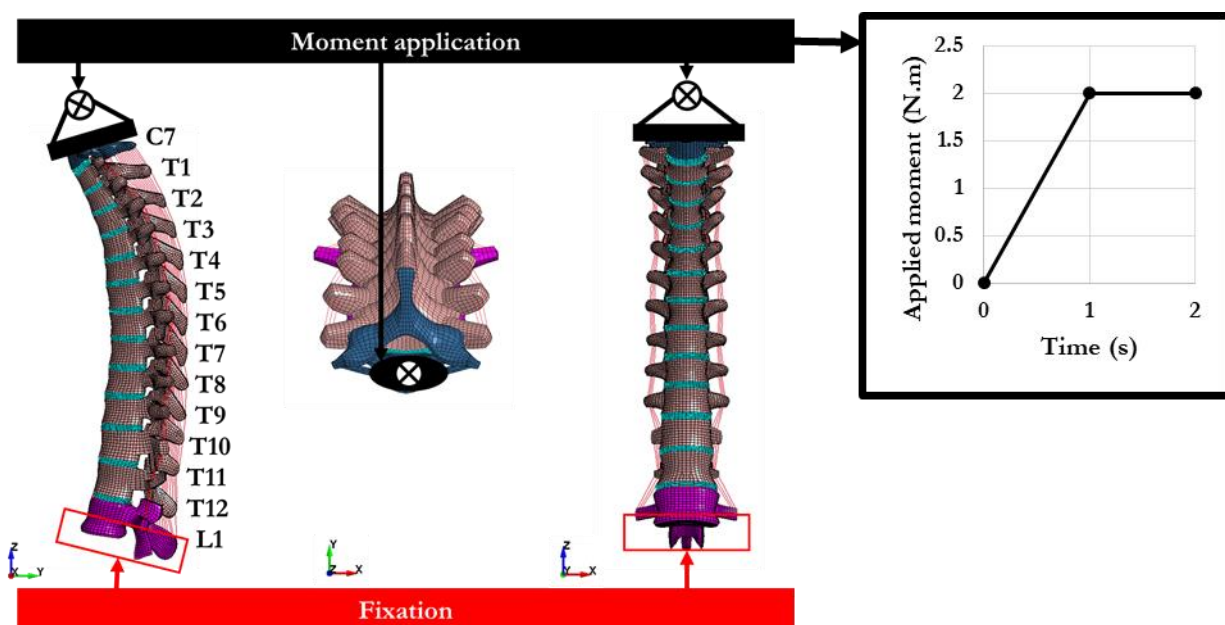 Moment application
C7
T1
T2
T3
T4
T5
T6
T7
T8
T9
T10
T11
T12
L1
Z
X
Y
Y
Z
X
Z
Y
X
Fixation
Applied moment (N.m)
2.5
2
1.5
1
0.5
0
0
1
2
Time (s)